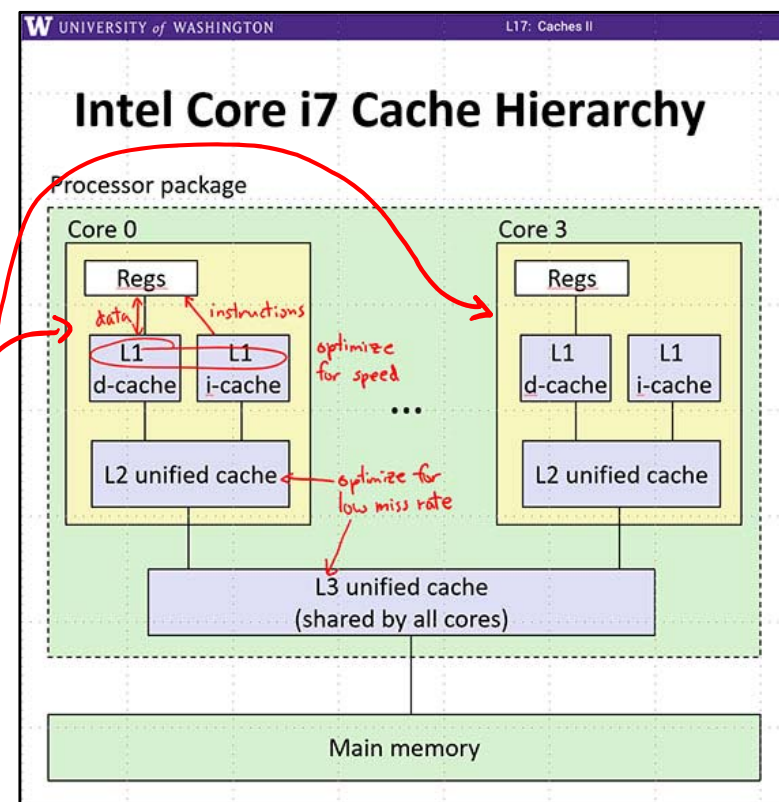 W UNIVERSITY of WASHINGTON
L17: Caches II
Intel Core i7 Cache Hierarchy
Processor package
Core 0
Core 3
Regs
Regs
data
instructions
L1
d-cache
L1
i-cache
optimize
for speed
...
L1
d-cache
L1
i-cache
L2 unified cache
optimize for
low miss rate
L2 unified cache
L3 unified cache
(shared by all cores)
Main memory